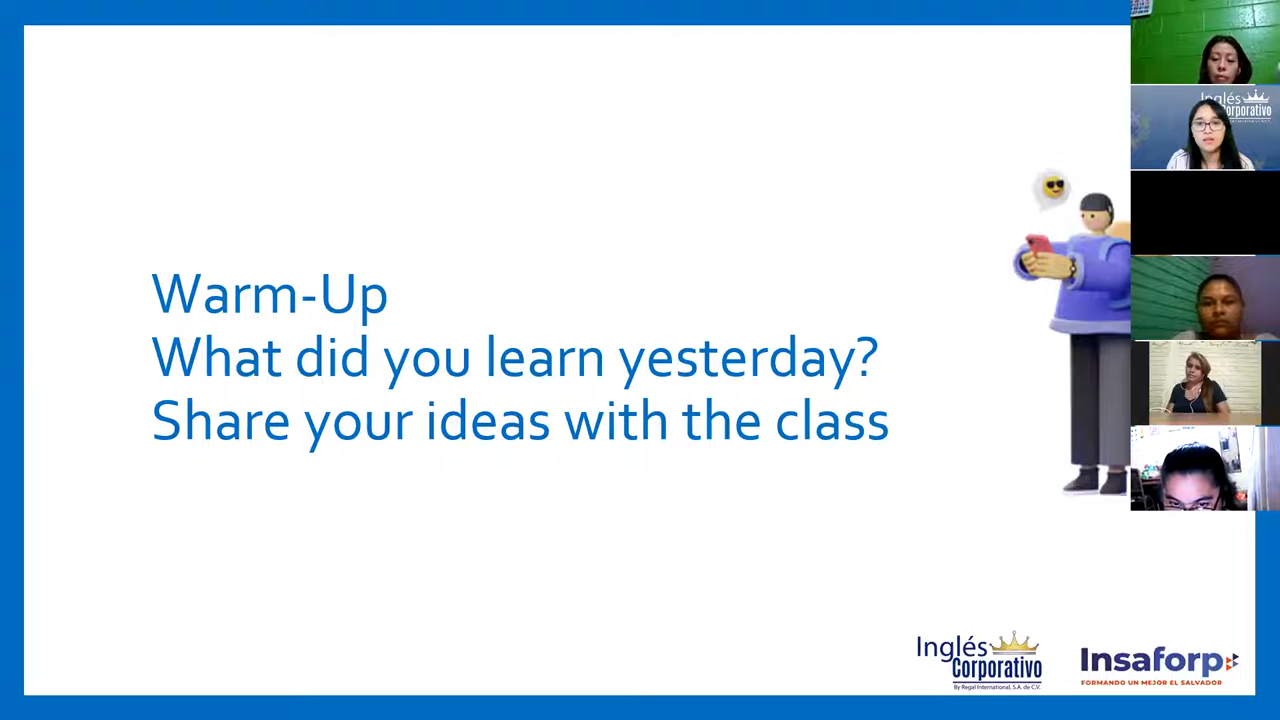 Warm-Up
What did you learn yesterday?
Share your ideas with the class
Inglés
Corporativo
Inglés
Corporativo
By Regal International, S.A. de C.V.
Insaforp
FORMANDO UN MEJOR EL SALVADOR